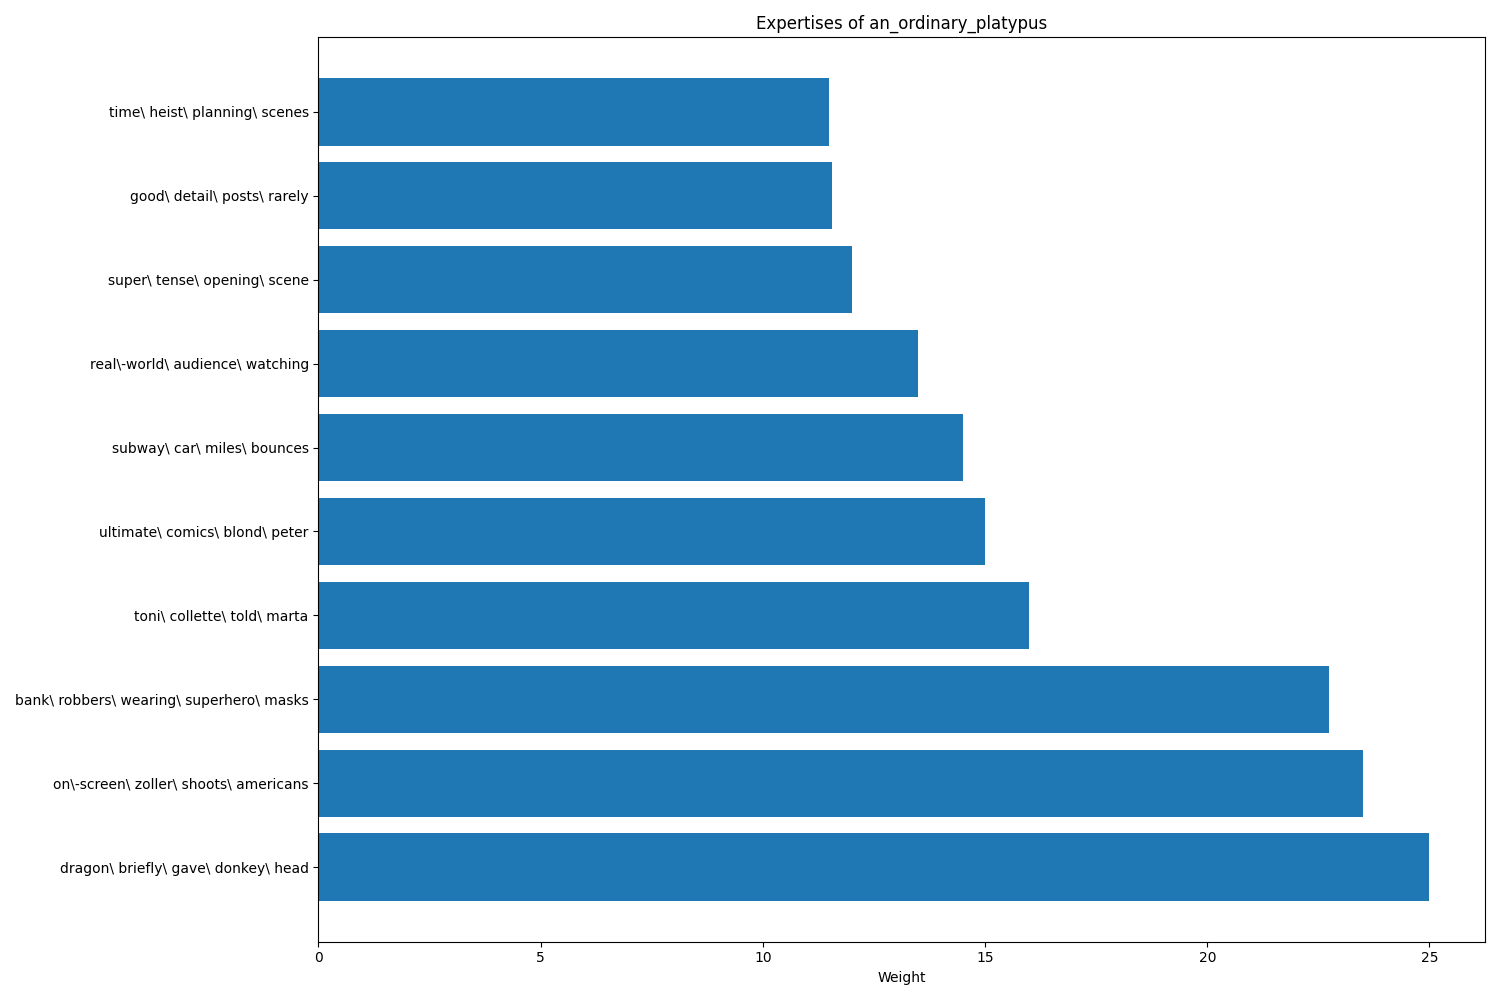 Expertises of an_ordinary_platypus
time\ heist\ planning\ scenes
good\ detail\ posts\ rarely
super\ tense\ opening\ scene
real\-world\ audience\ watching
subway\ car\ miles\ bounces
ultimate\ comics\ blond\ peter
toni\ collette\ told\ marta
bank\ robbers\ wearing\ superhero\ masks
on\-screen\ zoller\ shoots\ americans
dragon\ briefly\ gave\ donkey\ head
0 5 10 15 20 25
Weight